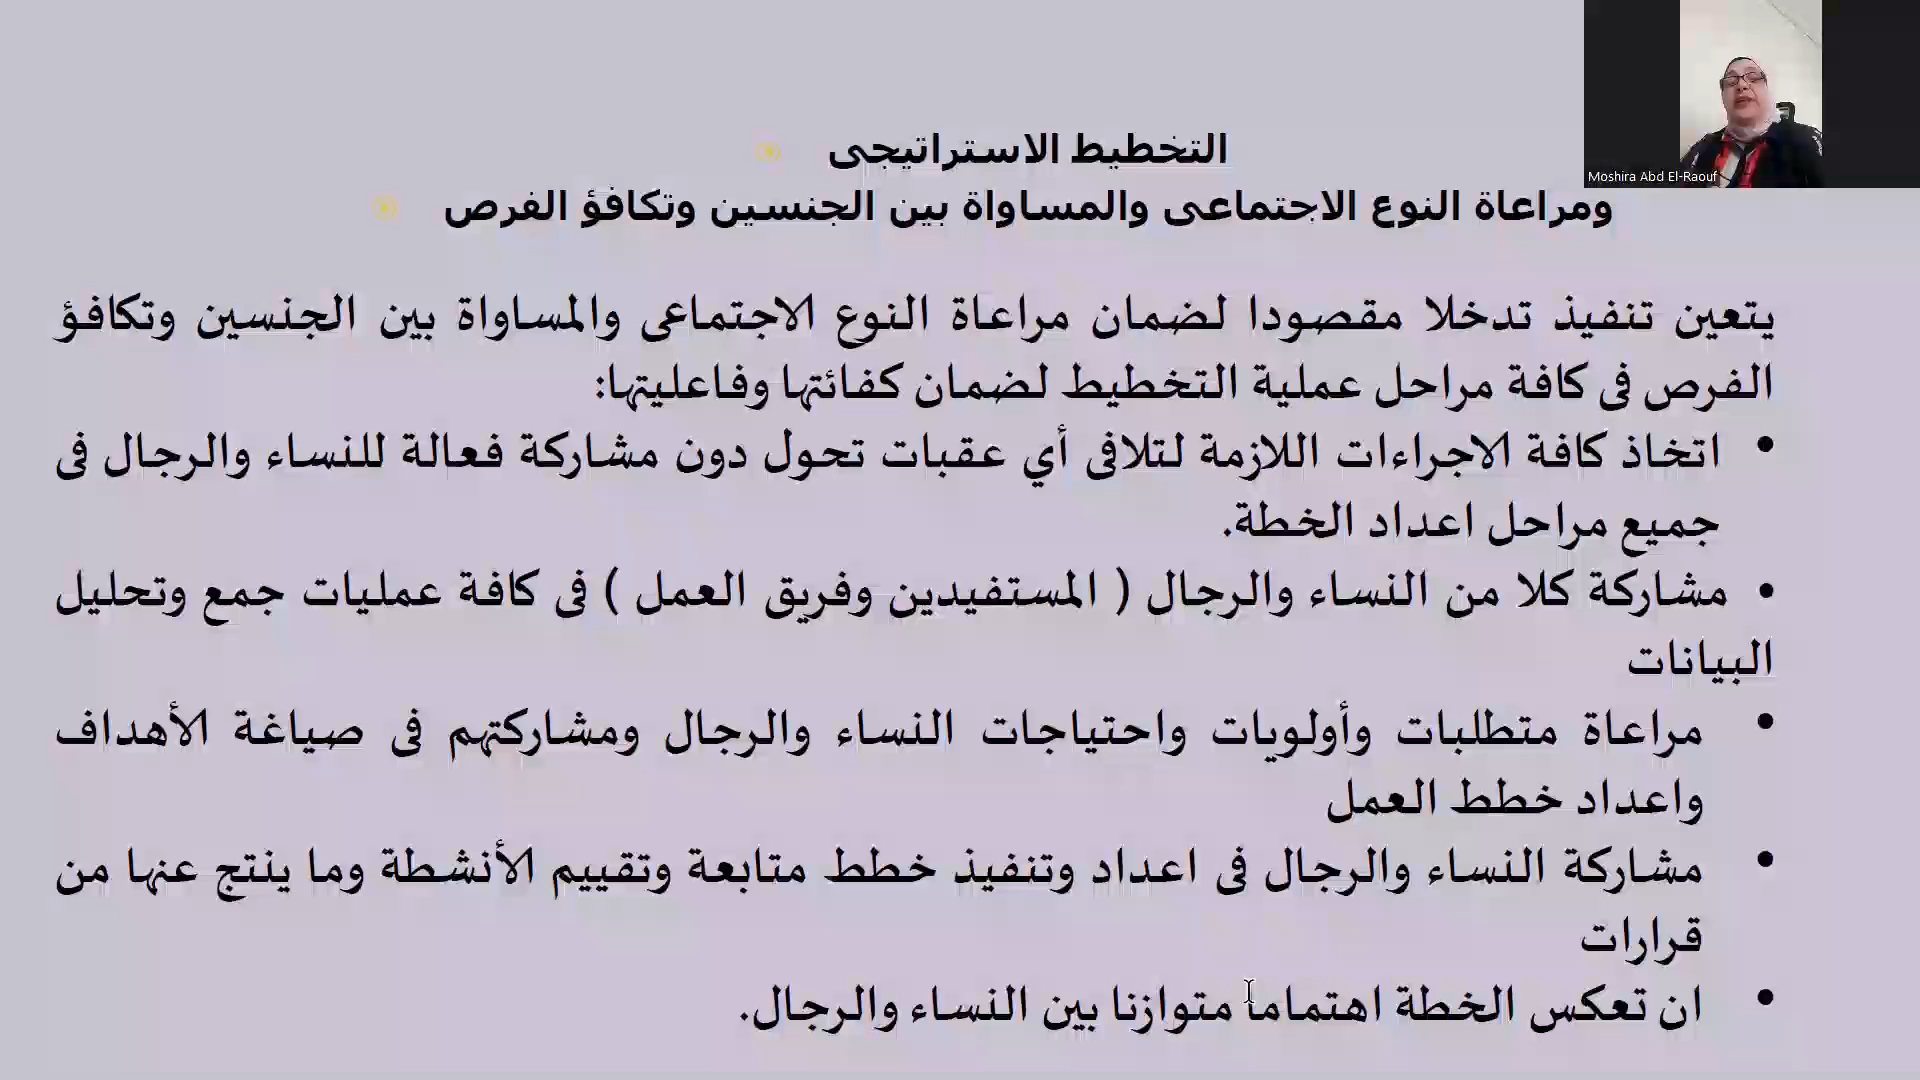 التخطيط الاستراتيجى
ومراعاة النوع الاجتماعى والمساواة بين الجنسين وتكافؤ الفرص
Moshira Abd El-Raouf
يتعين تنفيذ تدخلا مقصودا لضمان مراعاة النوع الاجتماعى والمساواة بين الجنسين وتكافؤ
الفرص فى كافة مراحل عملية التخطيط لضمان كفائتها وفاعليتها:
• اتخاذ كافة الاجراءات اللازمة لتلافى أي عقبات تحول دون مشاركة فعالة للنساء والرجال فى
جميع مراحل اعداد الخطة.
• مشاركة كلا من النساء والرجال ( المستفيدين وفريق العمل ) فى كافة عمليات جمع وتحليل
البيانات
• مراعاة متطلبات وأولويات واحتياجات النساء والرجال ومشاركتهم فى صياغة الأهداف
واعداد خطط العمل
• مشاركة النساء والرجال فى اعداد وتنفيذ خطط متابعة وتقييم الأنشطة وما ينتج عنها من
قرارات
• ان تعكس الخطة اهتماما متوازنا بين النساء والرجال.